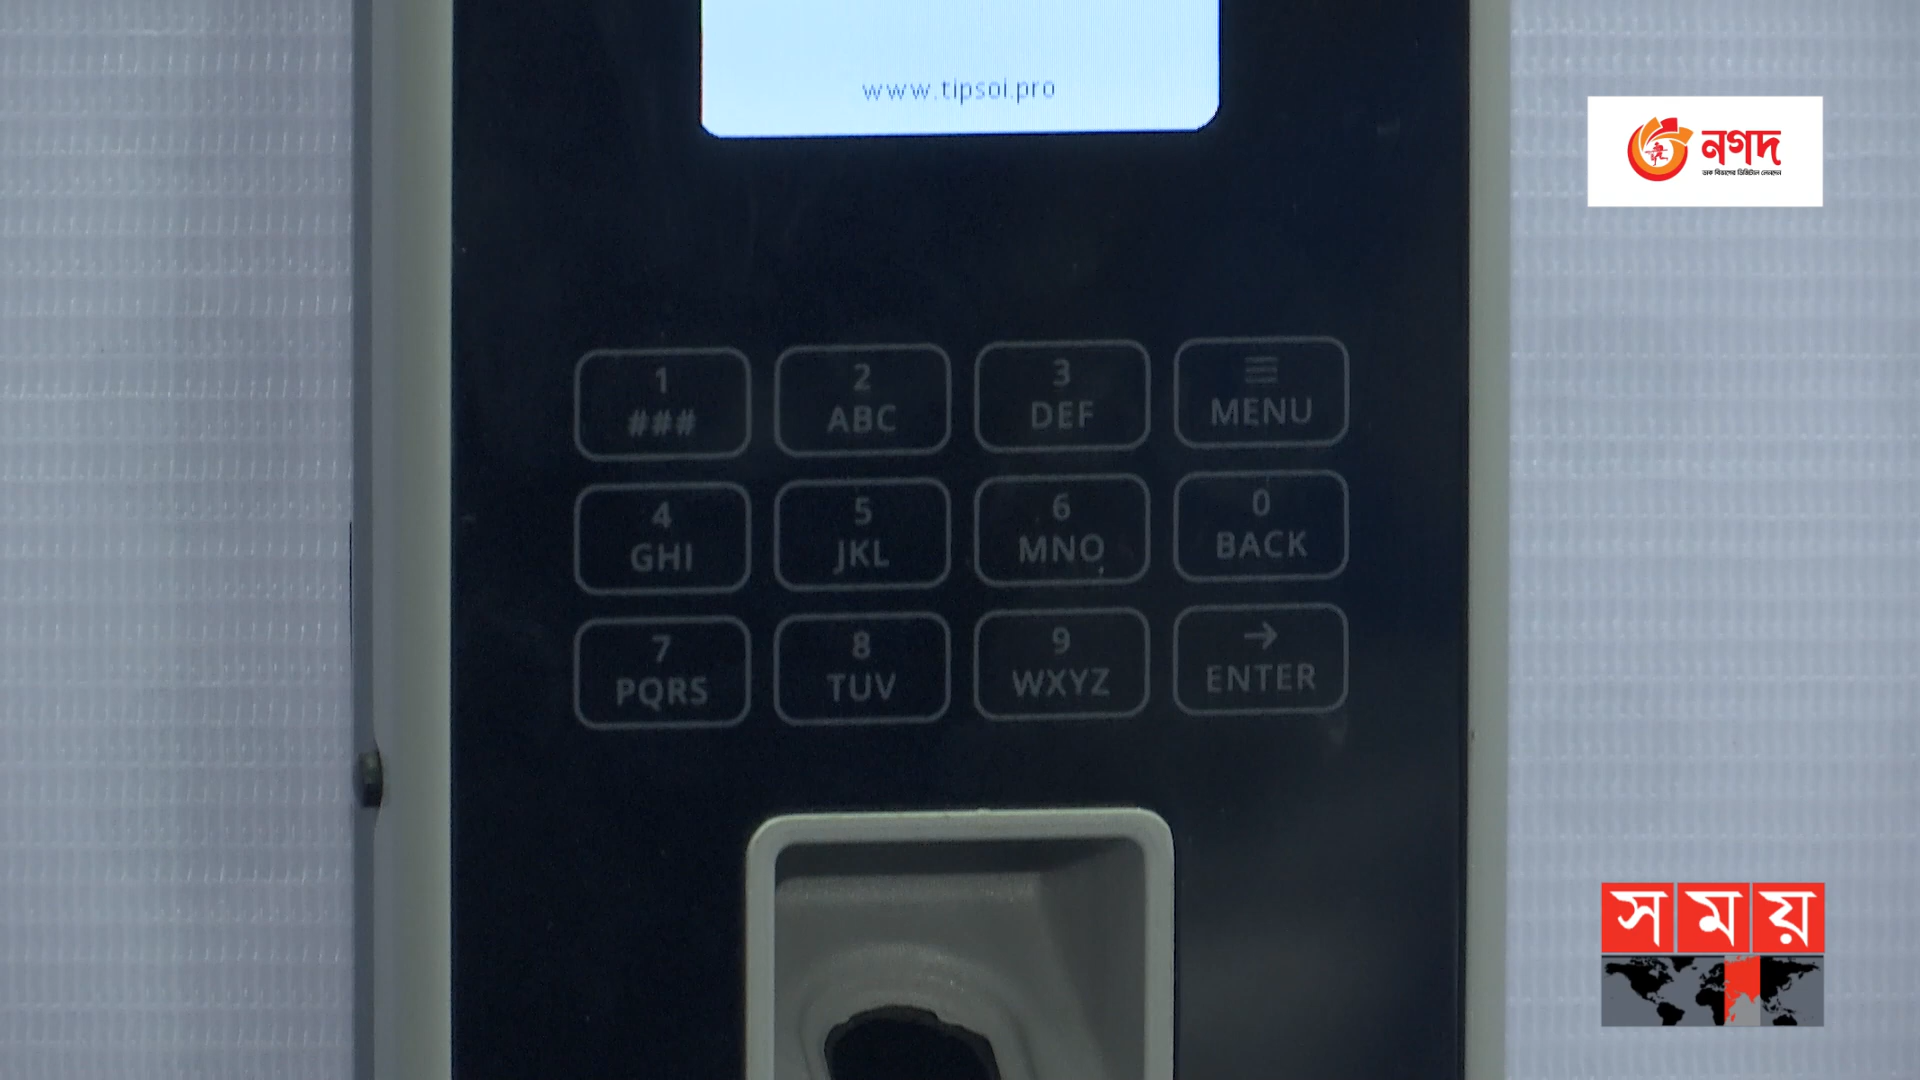 www.tipsoi.pro
নগদ
ডাক বিভাগের ডিজিটাল লেনদেন
1
###
2
ABC
3
DEF
MENU
4
GHI
5
JKL
6
MNO
0
BACK
7
PQRS
8
TUV
9
WXYZ
→
ENTER
সময়